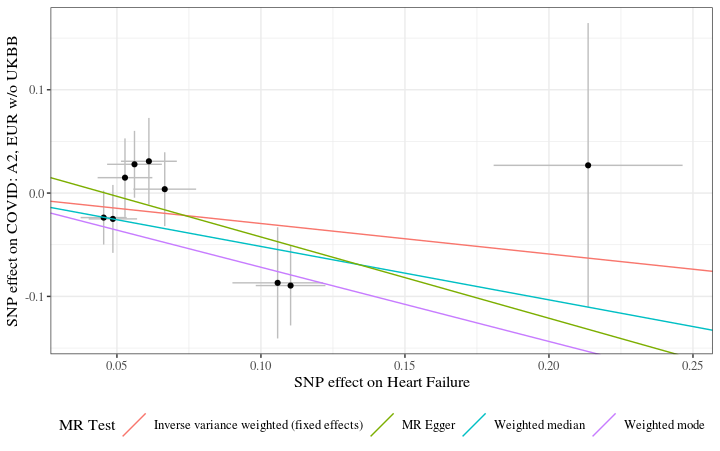 SNP effect on COVID: A2, EUR w/o UKBB
0.1
0.0
-0.1
0.05 0.10 0.15 0.20 0.25
SNP effect on Heart Failure
MR Test Inverse variance weighted (fixed effects) MR Egger Weighted median Weighted mode